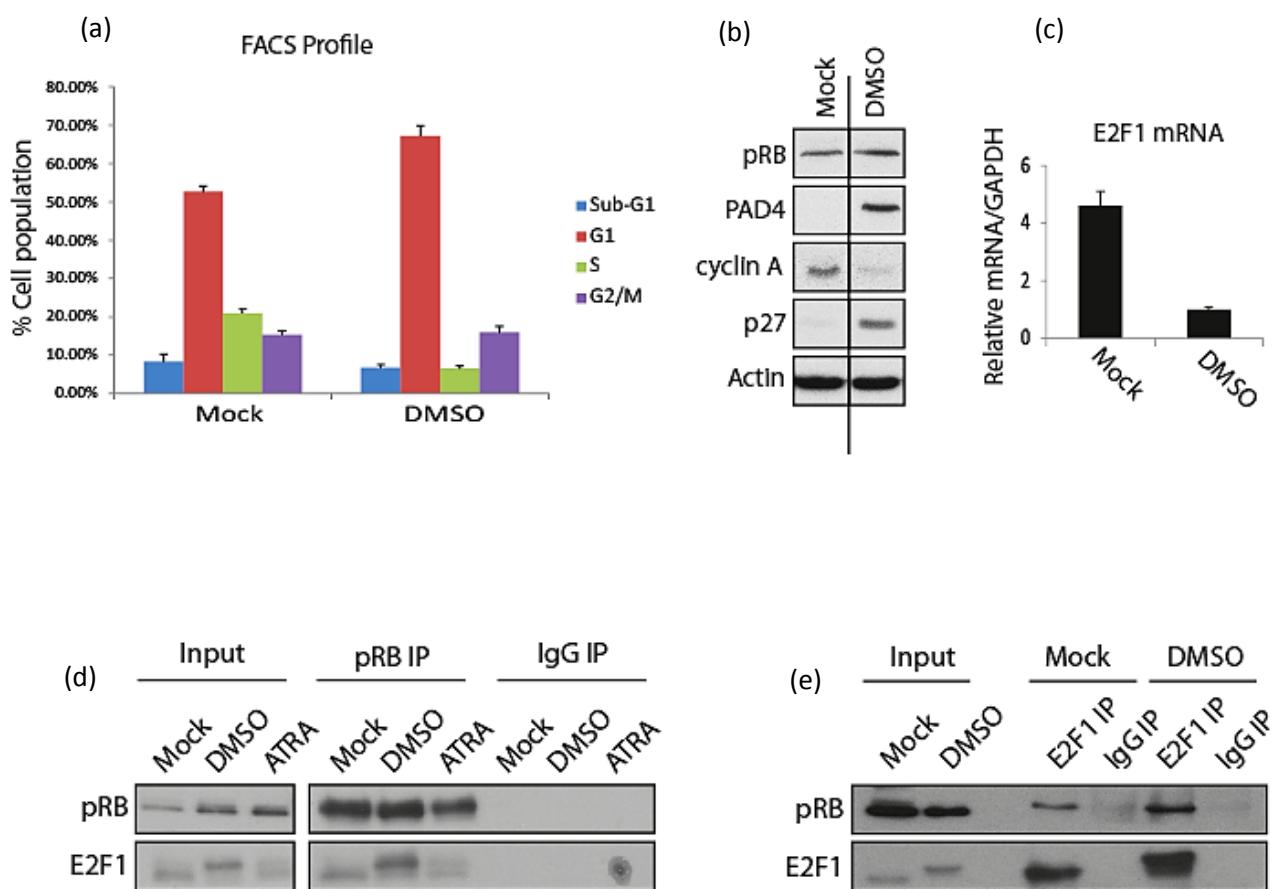 (a)
FACS Profile
% Cell population
80.00%
70.00%
60.00%
50.00%
40.00%
30.00%
20.00%
10.00%
0.00%
Mock DMSO
Sub-G1
G1
S
G2/M
(b)
Mock DMSO
pRB
PAD4
cyclin A
p27
Actin
(c)
E2F1 mRNA
Relative mRNA/GAPDH
6
4
2
0
Mock DMSO
(d)
Input pRB IP IgG IP
Mock DMSO ATRA Mock DMSO ATRA Mock DMSO ATRA
pRB
E2F1
(e)
Input Mock DMSO
Mock DMSO E2F1 IP IgG IP E2F1 IP IgG IP
pRB
E2F1